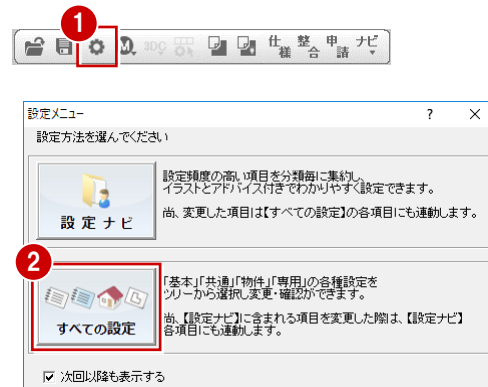 1
M. 3DC 仕様 整合 申請 ナビ
設定メニュー ? ×
設定方法を選んでください
設定ナビ
設定頻度の高い項目を分類毎に集約し、
イラストとアドバイス付きでわかりやすく設定できます。
尚、変更した項目は【すべての設定】の各項目にも連動します。
2
すべての設定
「基本」「共通」「物件」「専用」の各種設定を
ツリーから選択し変更・確認ができます。
尚、【設定ナビ】に含まれる項目を変更した際は、【設定ナビ】
各項目にも連動します。
次回以降も表示する